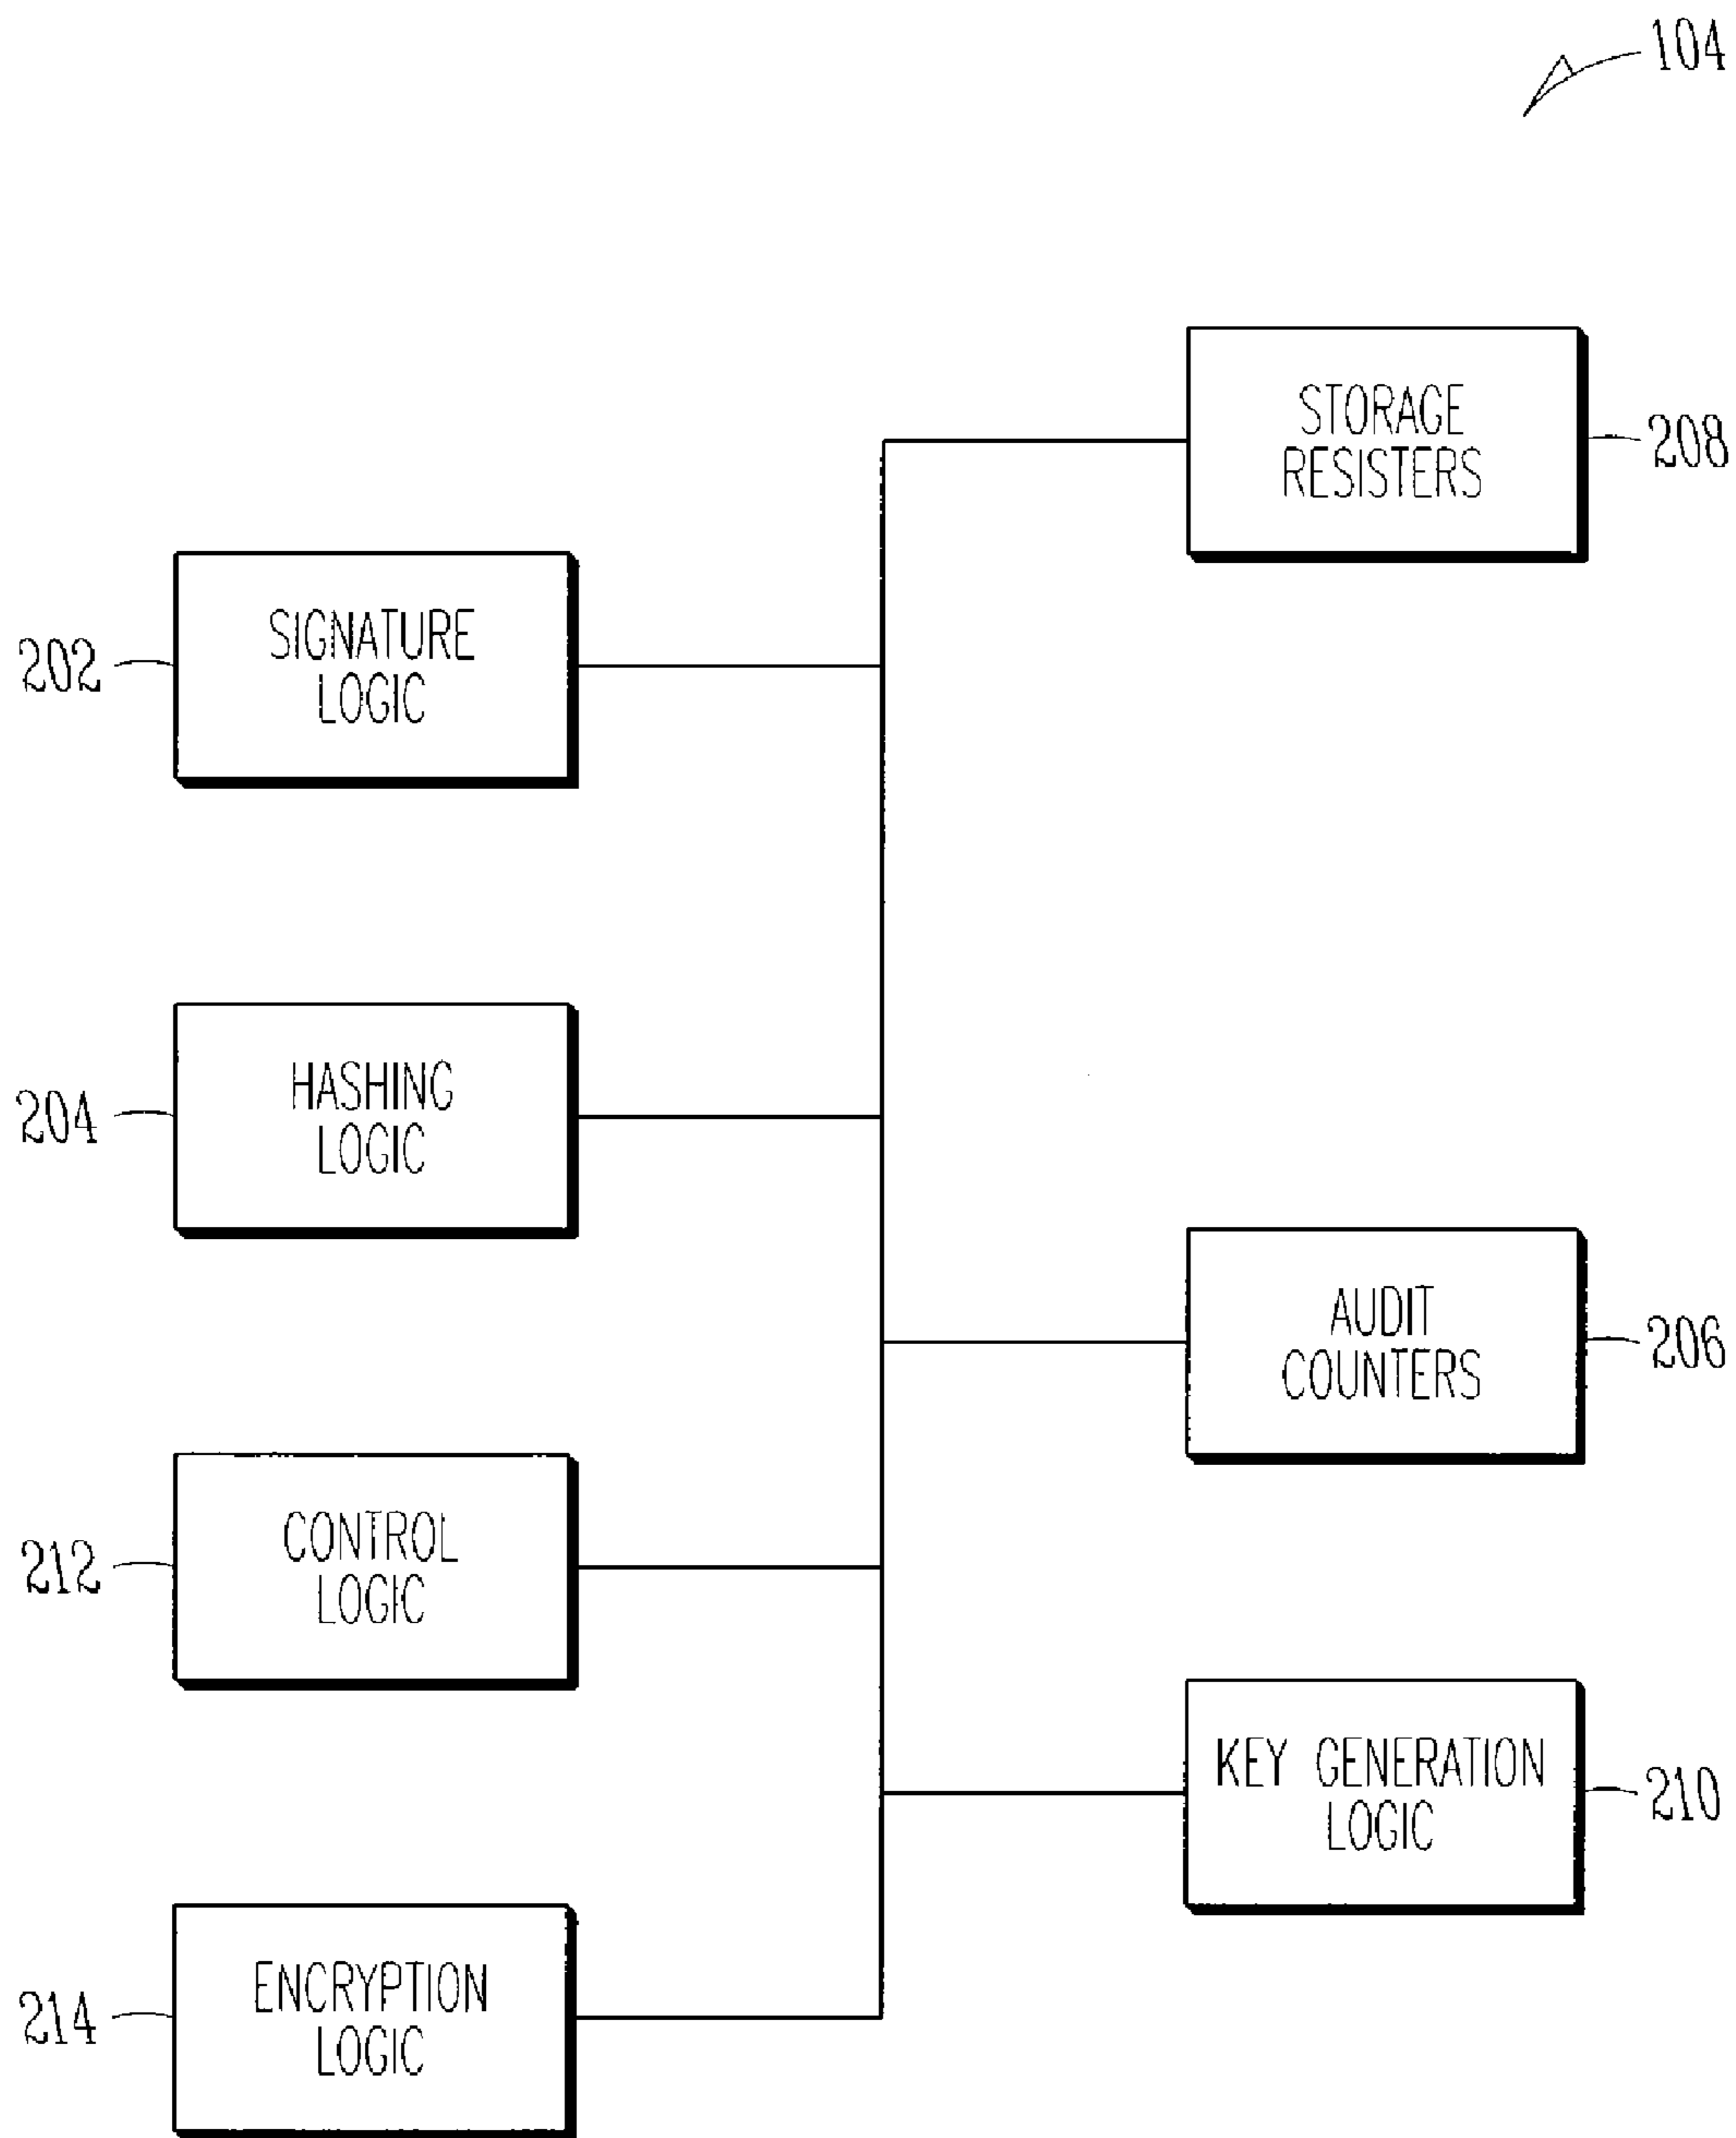 104
STORAGE
RESISTERS
208
SIGNATURE
LOGIC
202
HASHING
LOGIC
204
AUDIT
COUNTERS
206
CONTROL
LOGIC
212
KEY GENERATION
LOGIC
210
ENCRYPTION
LOGIC
214